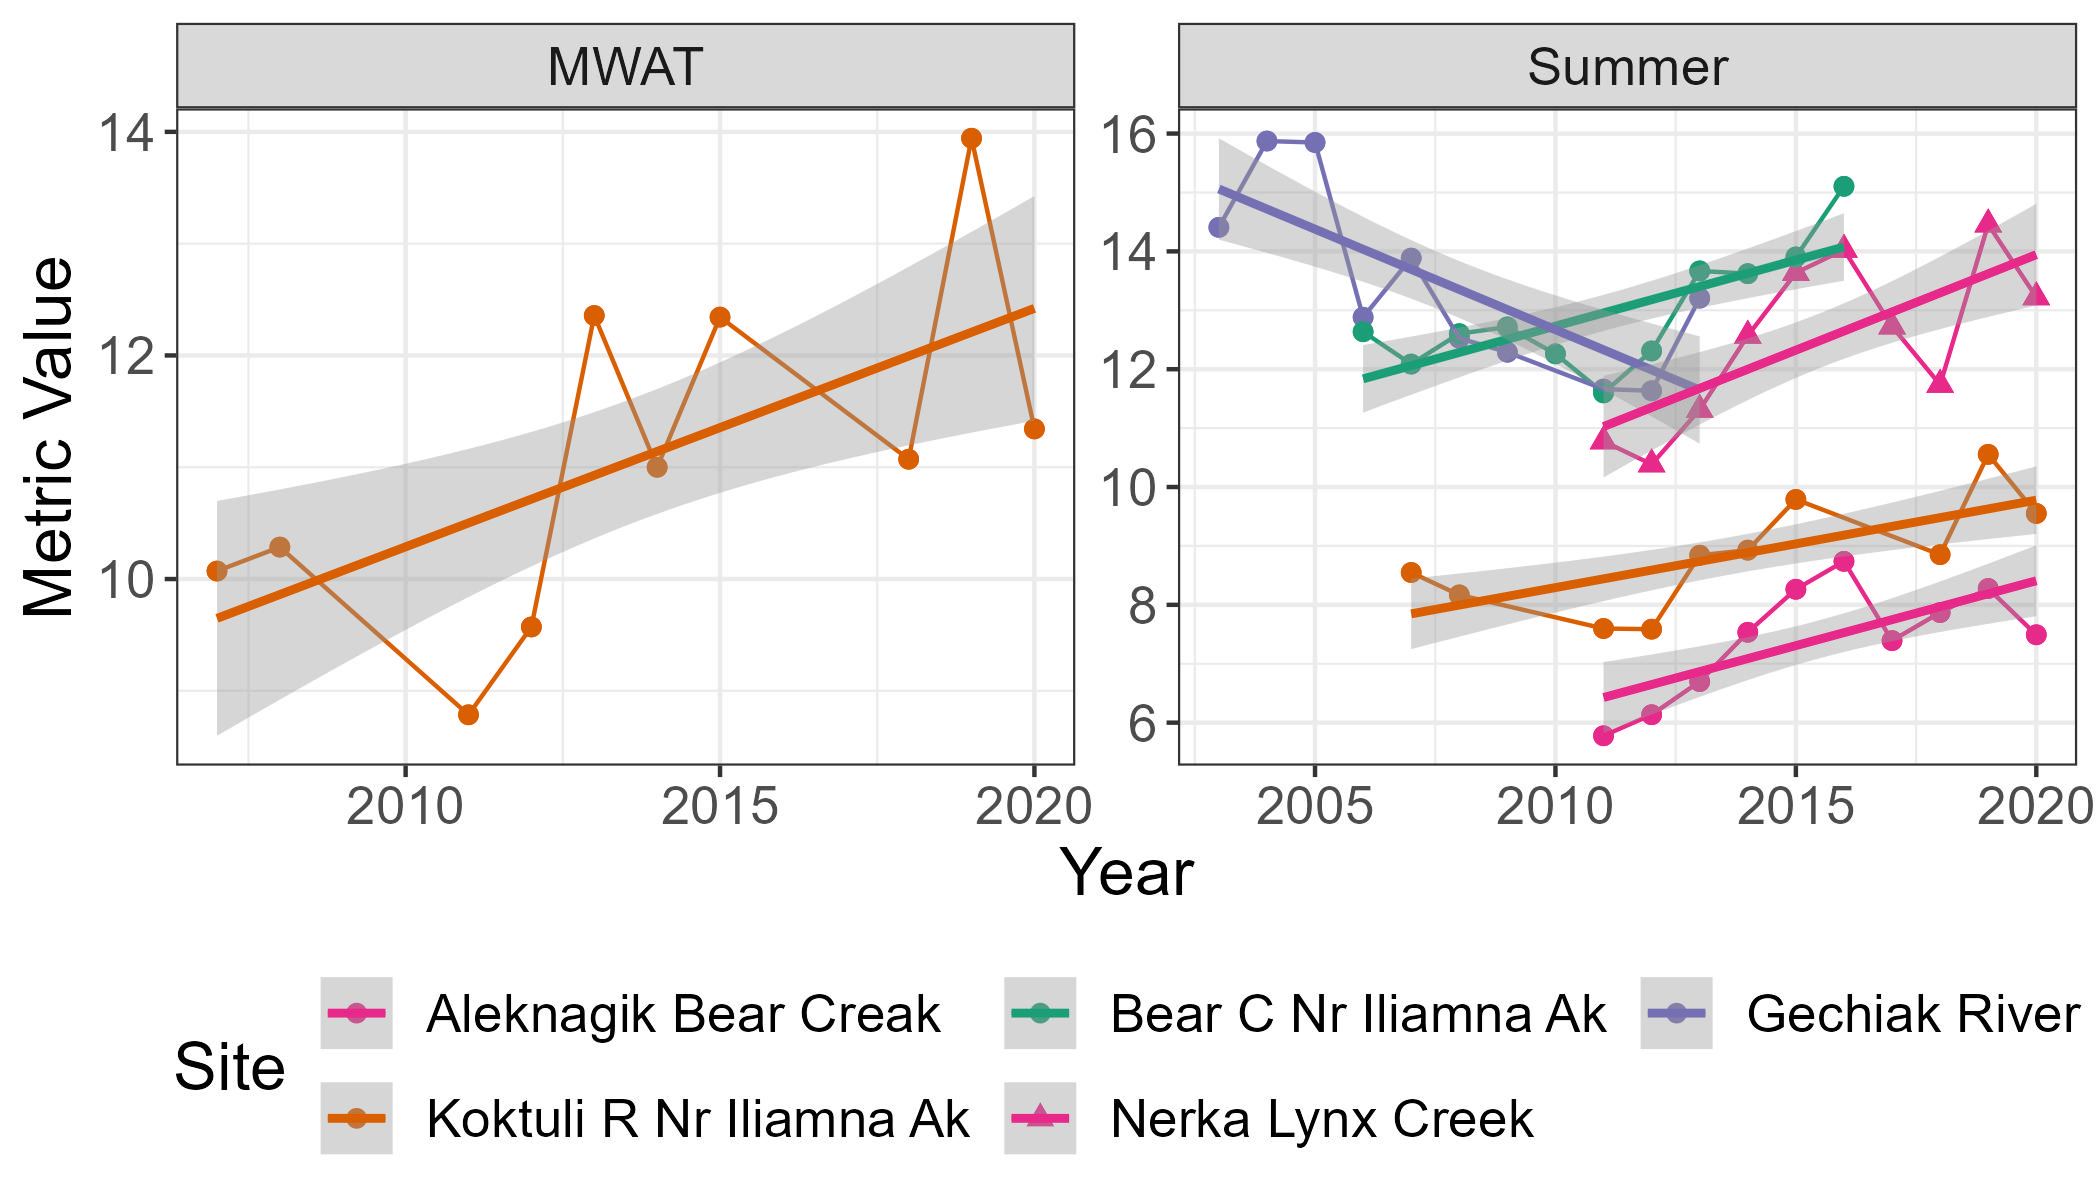 MWAT
Summer
Metric Value
14
12
10
16
14
12
10
8
6
2010 2015 2020
2005 2010 2015 2020
Year
Site
Aleknagik Bear Creak
Bear C Nr Iliamna Ak
Gechiak River
Koktuli R Nr Iliamna Ak
Nerka Lynx Creek